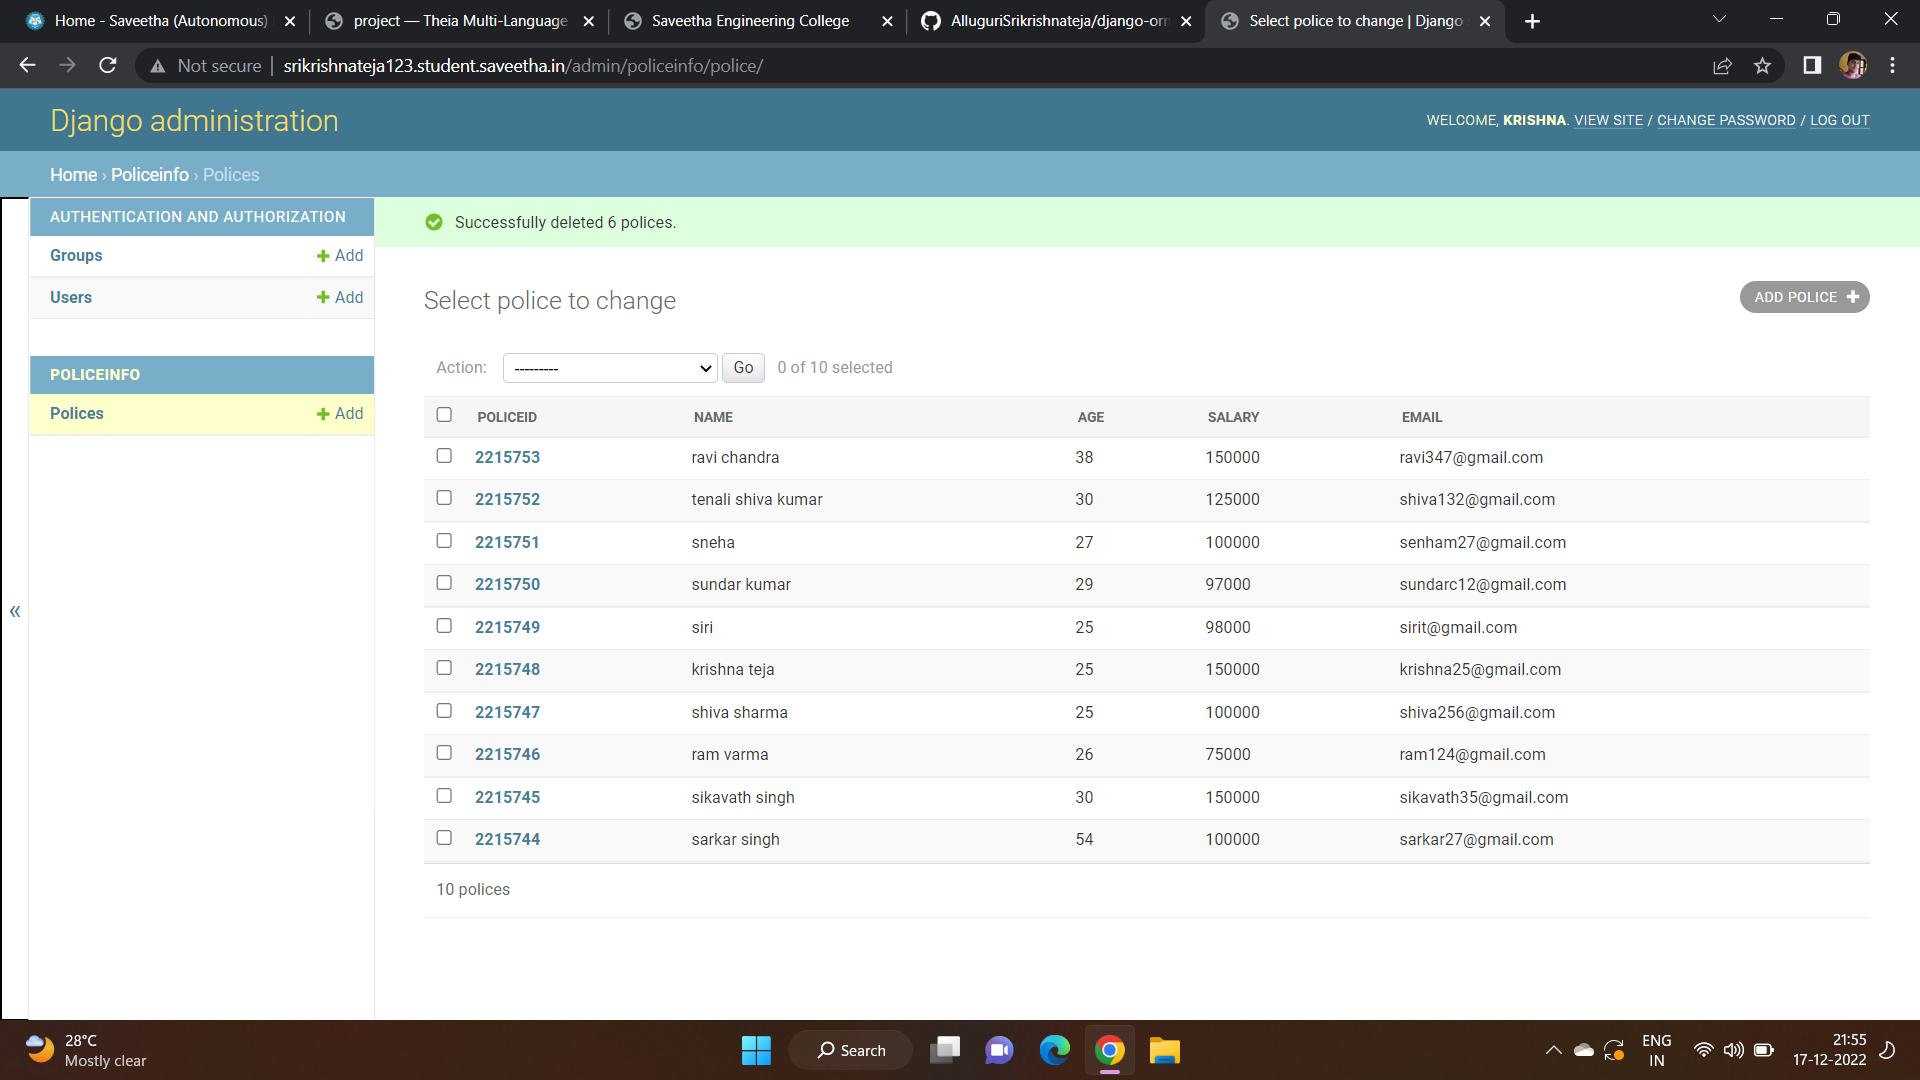 Home - Saveetha (Autonomous)
project — Theia Multi-Language
Saveetha Engineering College
AlluguriSrikrishnateja/django-orm
Select police to change | Django
Not secure
srikrishnateja123.student.saveetha.in/admin/policeinfo/police/
Django administration
WELCOME, KRISHNA. VIEW SITE / CHANGE PASSWORD / LOG OUT
Home › Policeinfo › Polices
AUTHENTICATION AND AUTHORIZATION
Groups + Add
Users + Add
POLICEINFO
Polices + Add
«
Successfully deleted 6 polices.
Select police to change
ADD POLICE +
Action: --------- Go 0 of 10 selected
POLICEID NAME AGE SALARY EMAIL
2215753 ravi chandra 38 150000 ravi347@gmail.com
2215752 tenali shiva kumar 30 125000 shiva132@gmail.com
2215751 sneha 27 100000 senham27@gmail.com
2215750 sundar kumar 29 97000 sundarc12@gmail.com
2215749 siri 25 98000 sirit@gmail.com
2215748 krishna teja 25 150000 krishna25@gmail.com
2215747 shiva sharma 25 100000 shiva256@gmail.com
2215746 ram varma 26 75000 ram124@gmail.com
2215745 sikavath singh 30 150000 sikavath35@gmail.com
2215744 sarkar singh 54 100000 sarkar27@gmail.com
10 polices
28°C
Mostly clear
Search
ENG
IN
21:55
17-12-2022